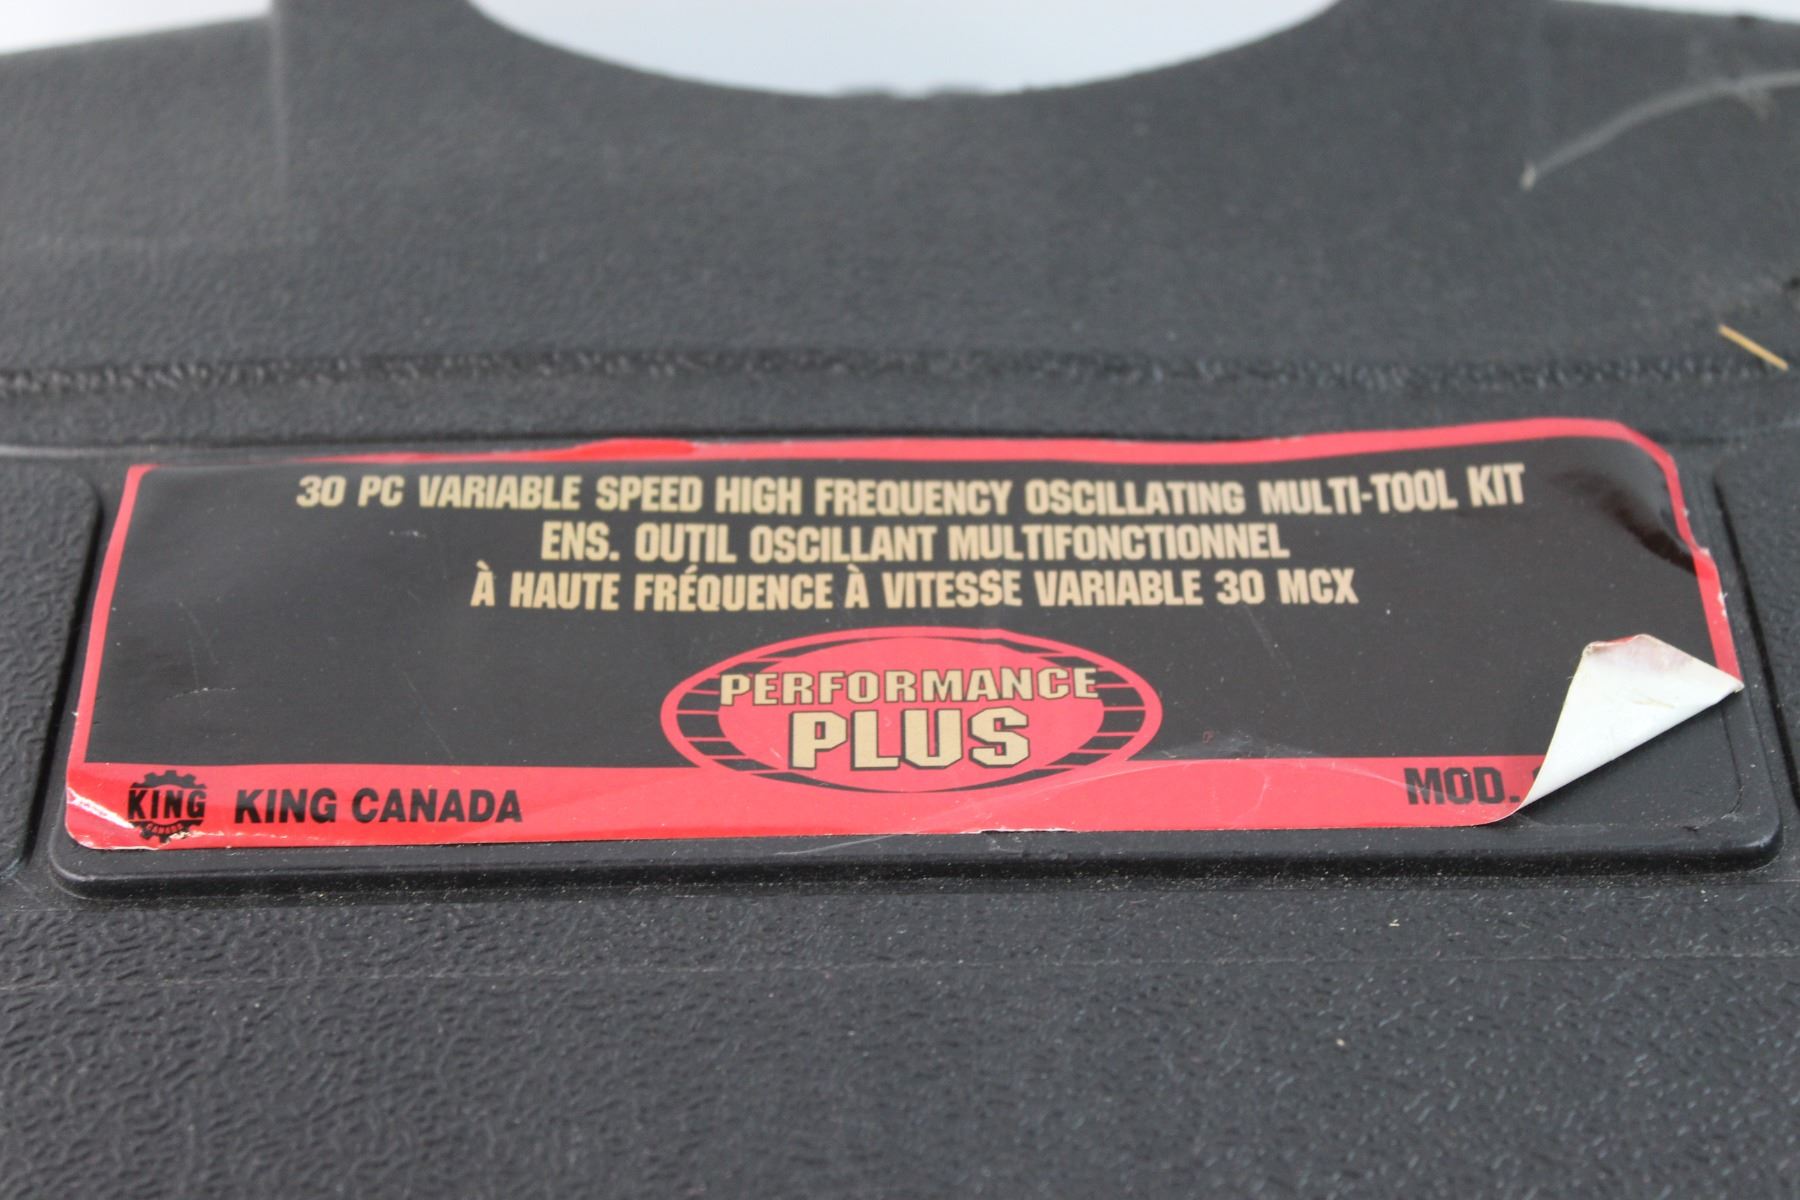 30 PC VARIABLE SPEED HIGH FREQUENCY OSCILLATING MULTI-TOOL KIT
ENS. OUTIL OSCILLANT MULTIFONCTIONNEL
À HAUTE FRÉQUENCE À VITESSE VARIABLE 30 MCX
PERFORMANCE
PLUS
KING
CANADA
KING CANADA
MOD.